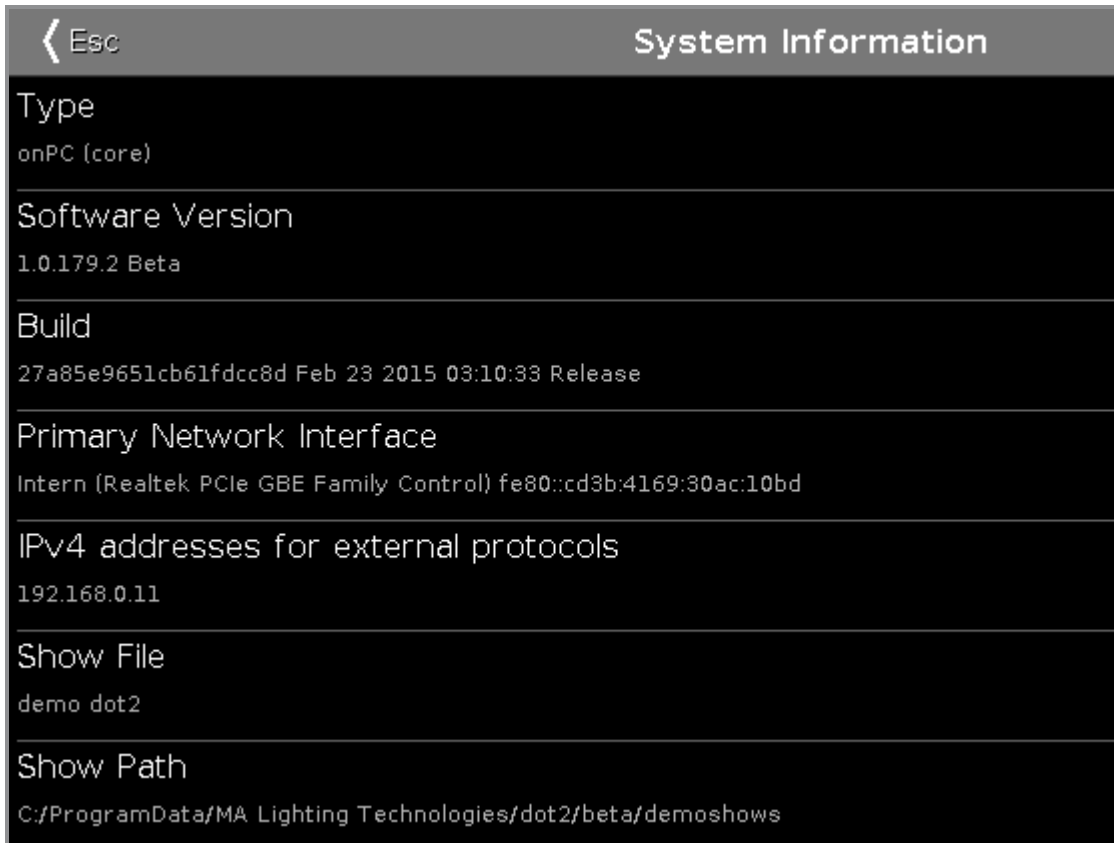 Esc
System Information
Type
onPC (core)
Software Version
1.0.179.2 Beta
Build
27a85e9651cb61fdcc8d Feb 23 2015 03:10:33 Release
Primary Network Interface
Intern (Realtek PCIe GBE Family Control) fe80::cd3b:4169:30ac:10bd
IPv4 addresses for external protocols
192.168.0.11
Show File
demo dot2
Show Path
C:/ProgramData/MA Lighting Technologies/dot2/beta/demoshows